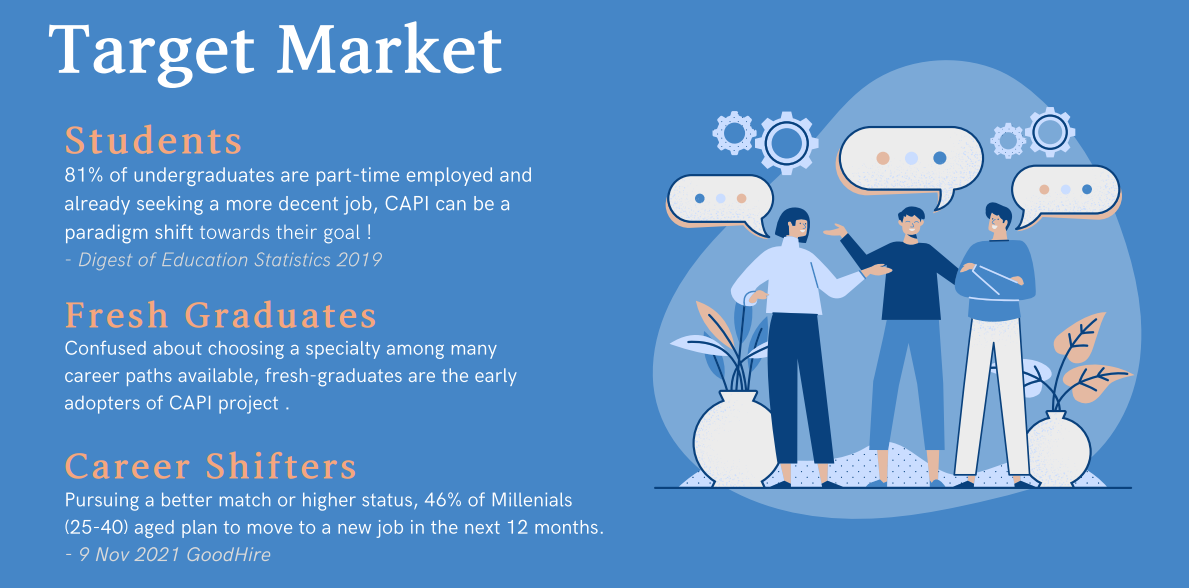 Target Market
Students
81% of undergraduates are part-time employed and
already seeking a more decent job, CAPI can be a
paradigm shift towards their goal !
- Digest of Education Statistics 2019
Fresh Graduates
Confused about choosing a specialty among many
career paths available, fresh-graduates are the early
adopters of CAPI project .
Career Shifters
Pursuing a better match or higher status, 46% of Millenials
(25-40) aged plan to move to a new job in the next 12 months.
- 9 Nov 2021 GoodHire